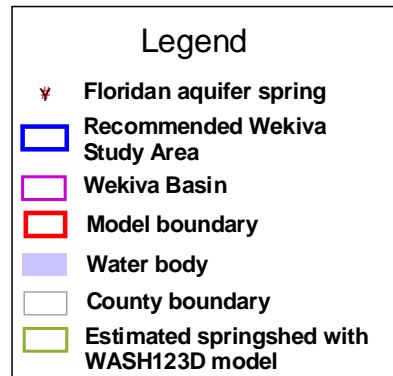 Legend
Floridan aquifer spring
Recommended Wekiva
Study Area
Wekiva Basin
Model boundary
Water body
County boundary
Estimated springshed with
WASH123D model